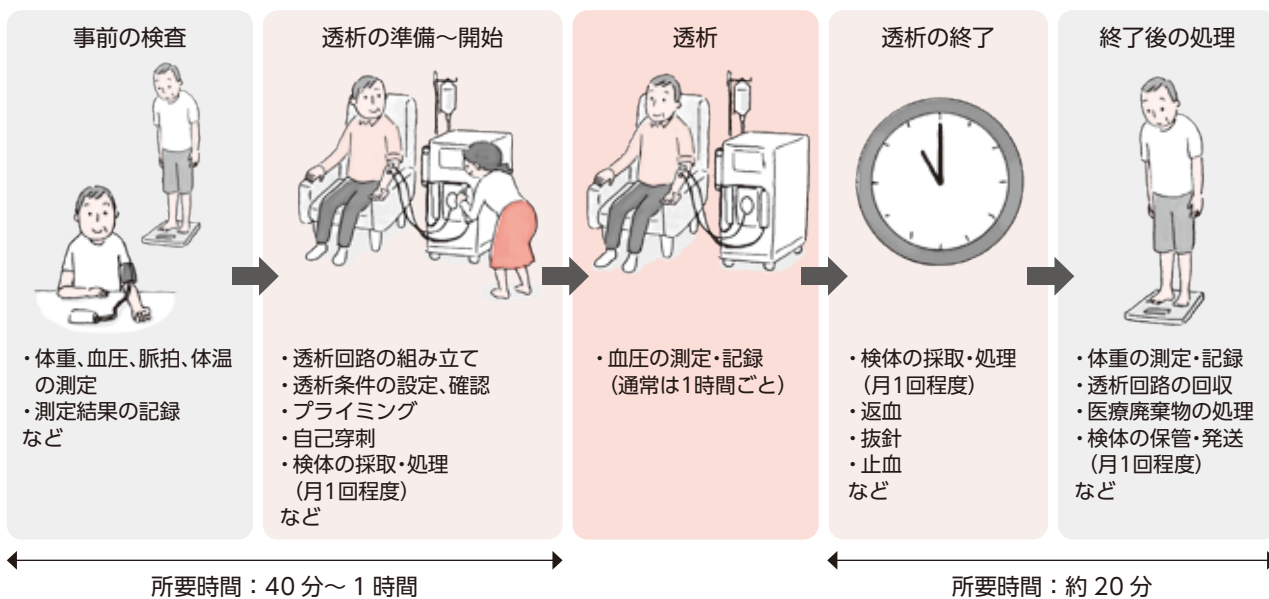 事前の検査
・体重、血圧、脈拍、体温
の測定
・測定結果の記録
など
透析の準備～開始
・透析回路の組み立て
・透析条件の設定、確認
・プライミング
・自己穿刺
・検体の採取・処理
（月1回程度）
など
透析
・血圧の測定・記録
（通常は1時間ごと）
透析の終了
・検体の採取・処理
（月1回程度）
・返血
・抜針
・止血
など
終了後の処理
・体重の測定・記録
・透析回路の回収
・医療廃棄物の処理
・検体の保管・発送
（月1回程度）
など
所要時間：40 分～ 1 時間
所要時間：約 20 分